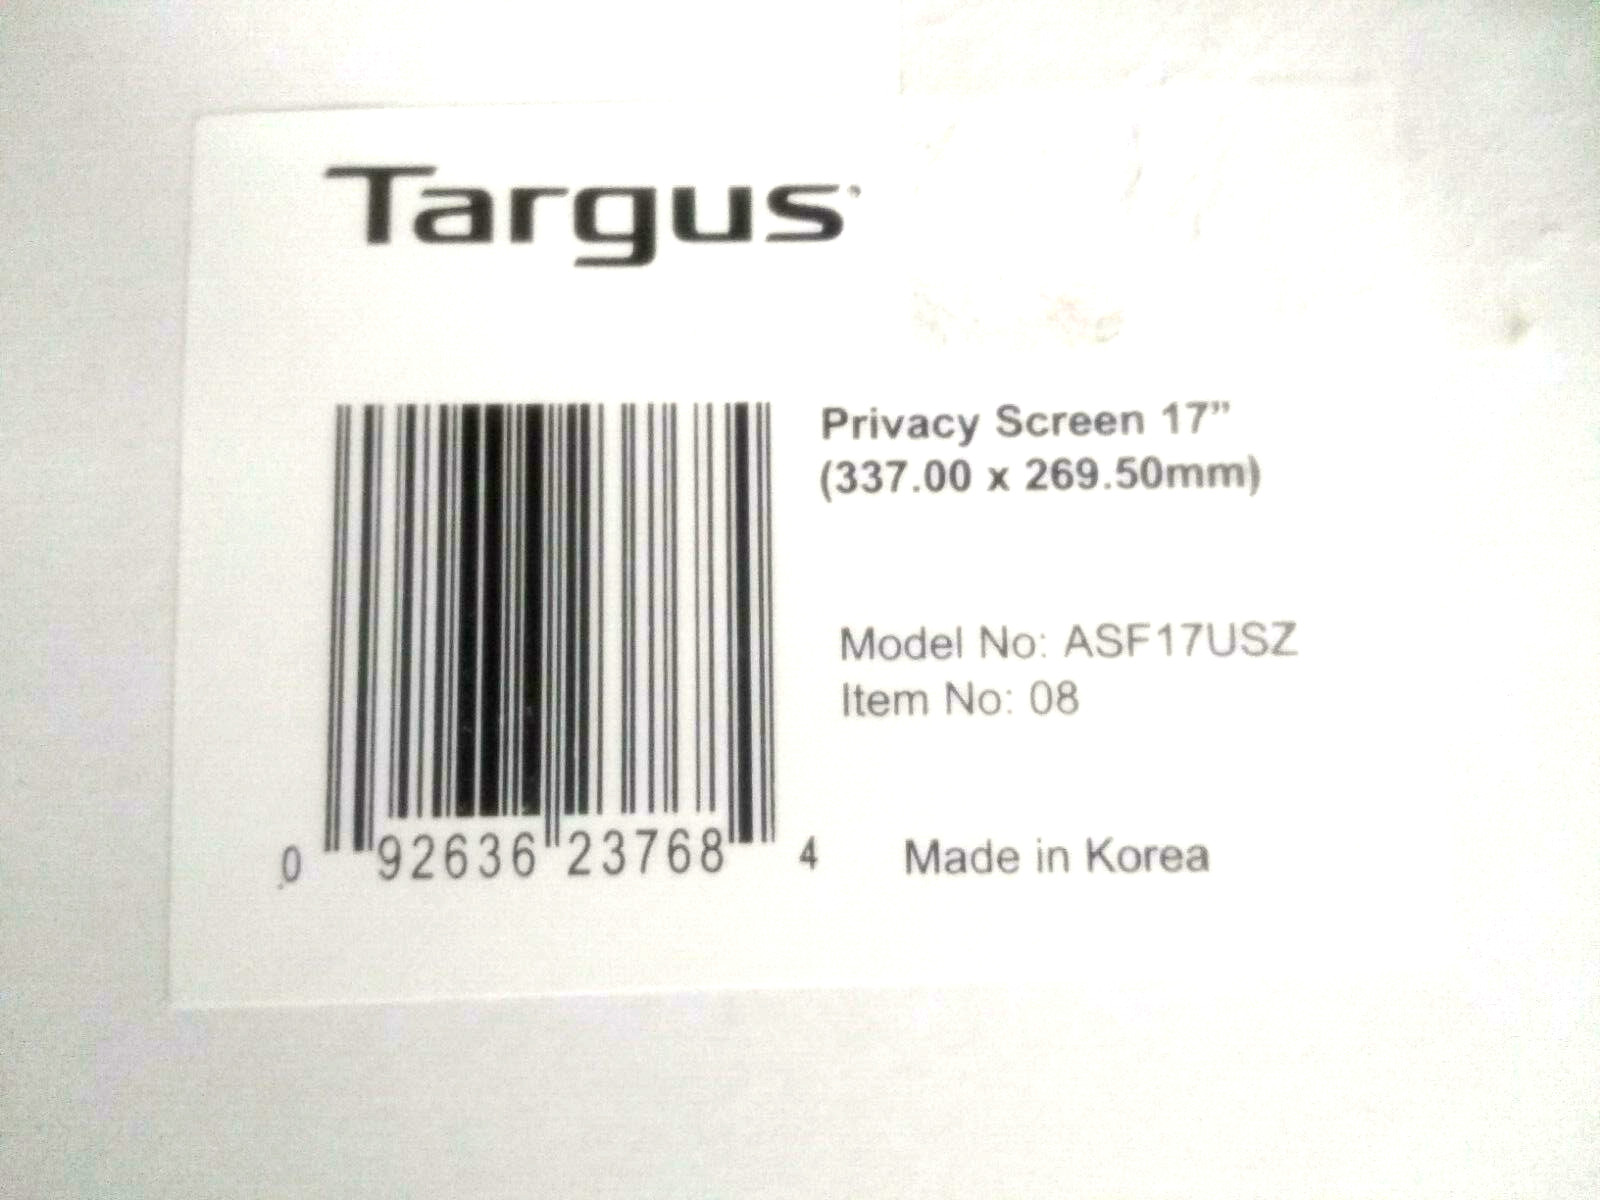 Targus
Privacy Screen 17”
(337.00 x 269.50mm)
Model No: ASF17USZ
Item No: 08
0 92636 23768 4
Made in Korea